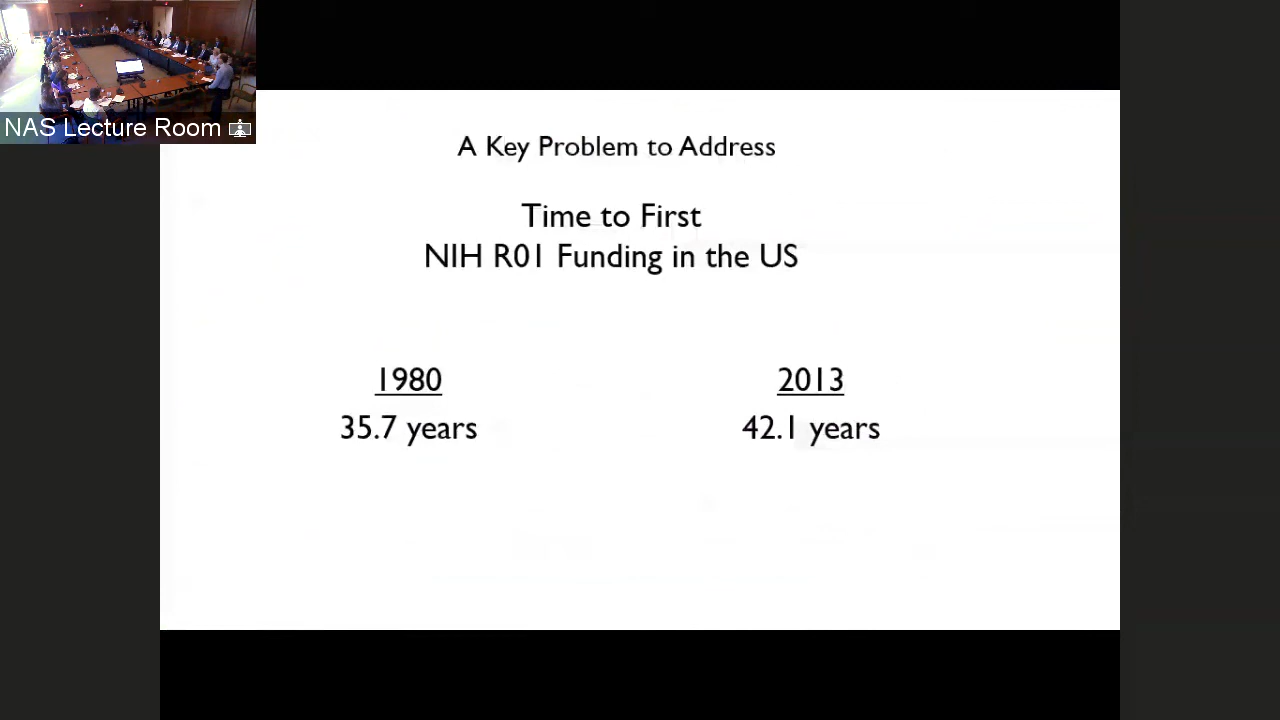 NAS Lecture Room
A Key Problem to Address
Time to First
NIH R01 Funding in the US
1980
2013
35.7 years
42.1 years